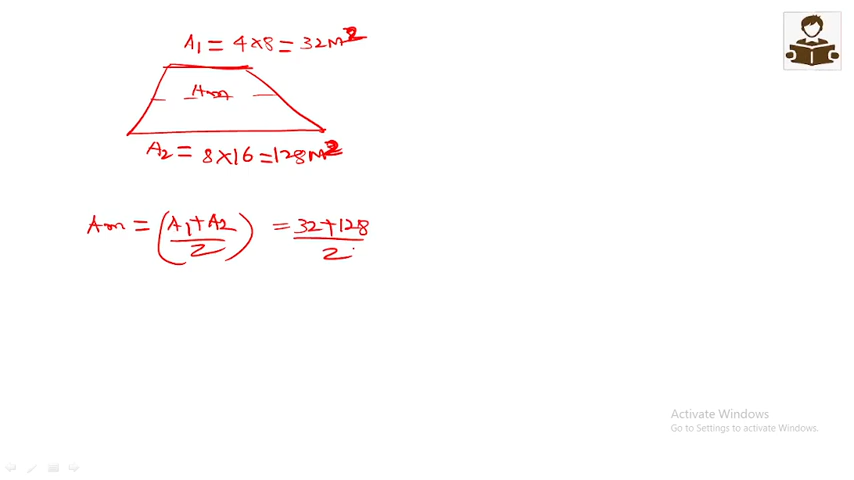 A1 = 4×8 = 32M²
Am
A2 = 8×16 = 128M²
Am = (A1+A2/2) = 32+128/2
Activate Windows
Go to Settings to activate Windows.